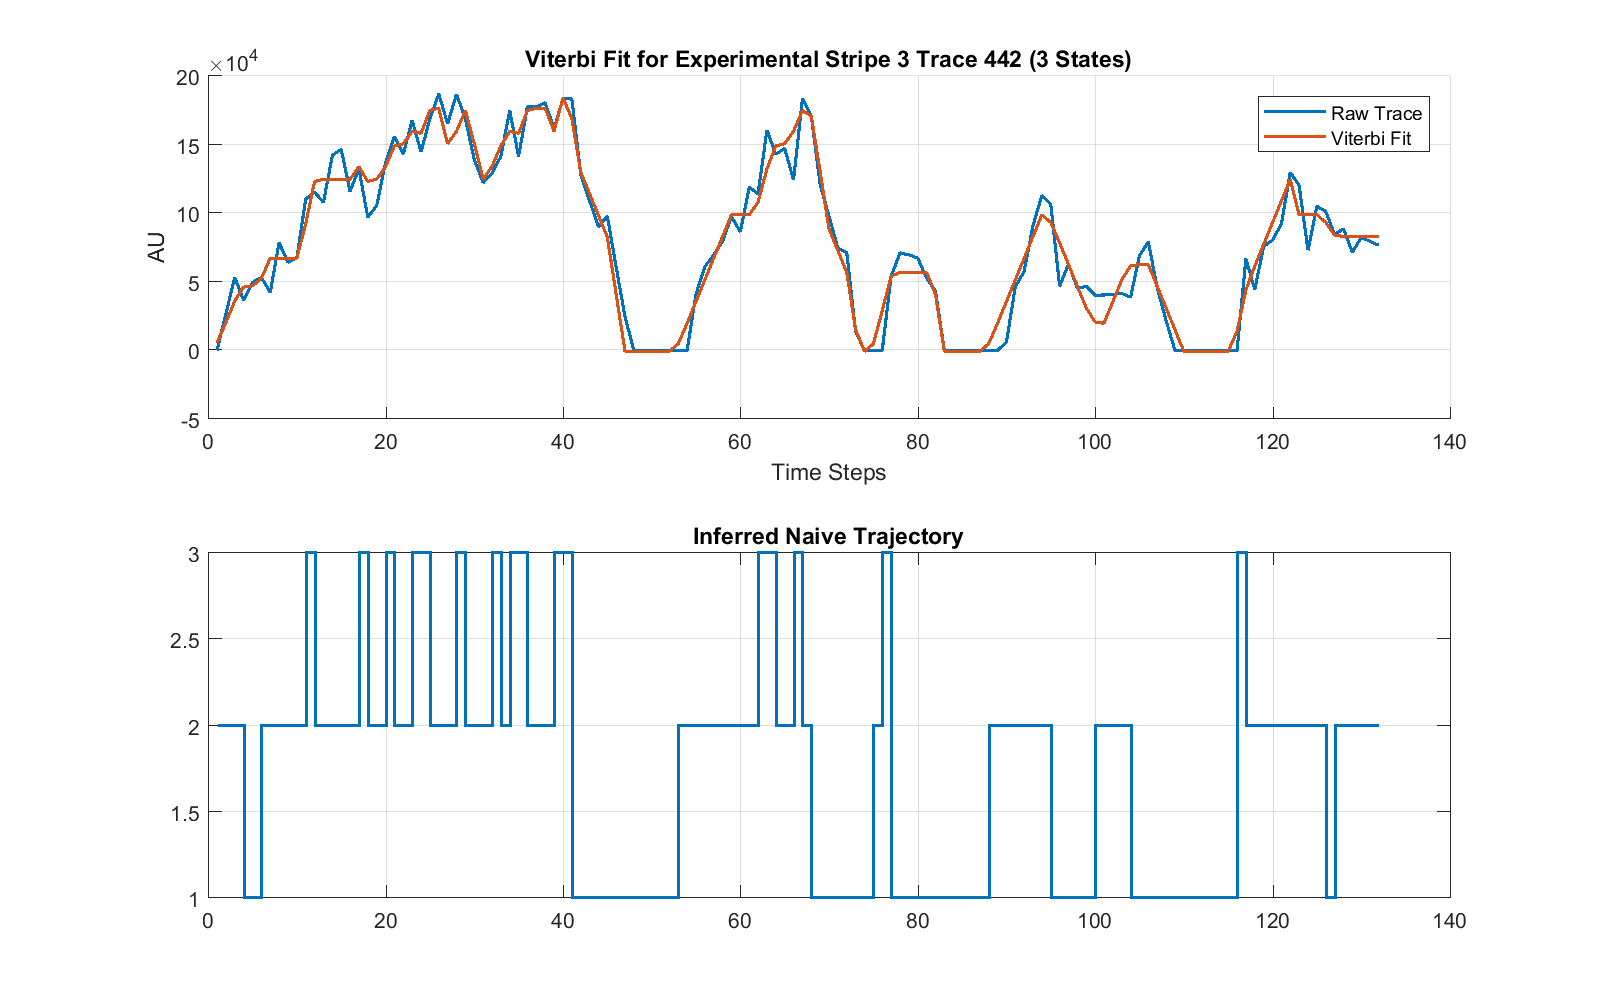 Viterbi Fit for Experimental Stripe 3 Trace 442 (3 States)
×10⁴
20
15
10
5
0
-5
AU
Raw Trace
Viterbi Fit
0 20 40 60 80 100 120 140
Time Steps
Inferred Naive Trajectory
3
2.5
2
1.5
1
0 20 40 60 80 100 120 140